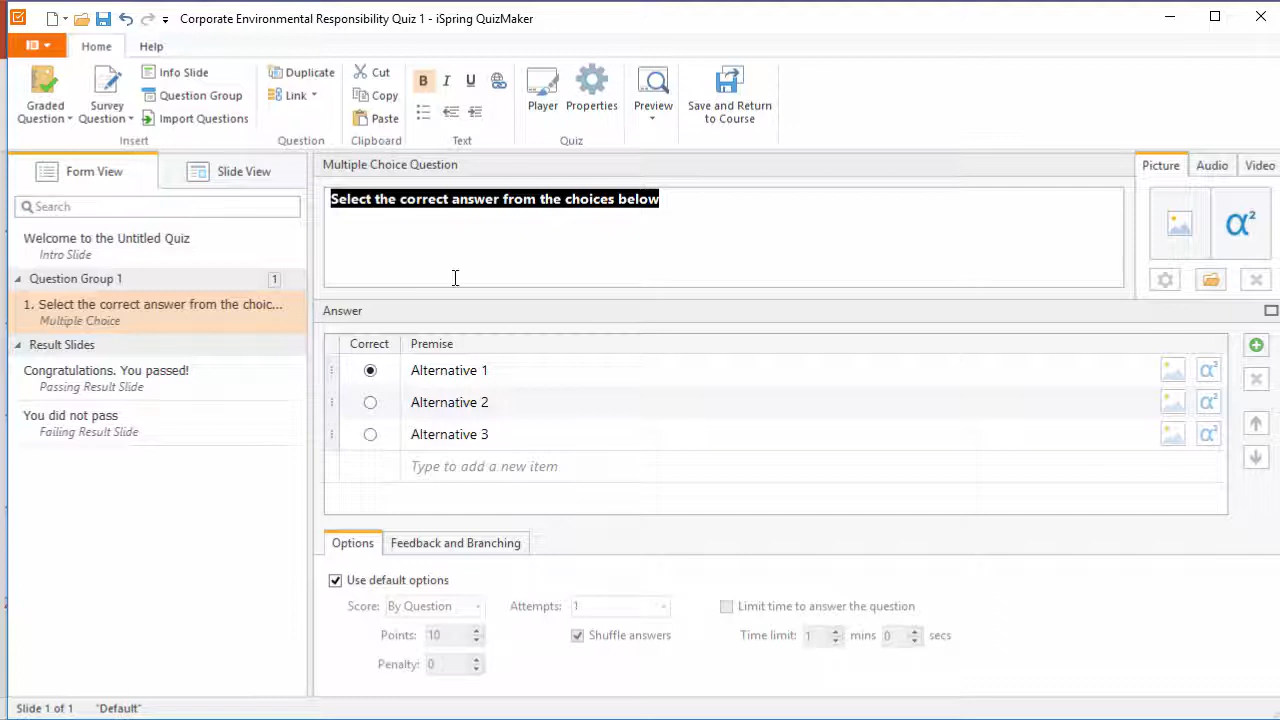 Corporate Environmental Responsibility Quiz 1 - iSpring QuizMaker
Home
Help
Graded
Question
Survey
Question
Info Slide
Question Group
Import Questions
Insert
Duplicate
Link
Question
Cut
Copy
Paste
Clipboard
B I U
Text
Player
Properties
Quiz
Preview
Save and Return
to Course
Form View
Slide View
Search
Welcome to the Untitled Quiz
Intro Slide
Question Group 1
1
1. Select the correct answer from the choic...
Multiple Choice
Result Slides
Congratulations. You passed!
Passing Result Slide
You did not pass
Failing Result Slide
Multiple Choice Question
Select the correct answer from the choices below
Picture
Audio
Video
α²
Answer
Correct
Premise
Alternative 1
α²
Alternative 2
α²
Alternative 3
α²
Type to add a new item
Options
Feedback and Branching
Use default options
Score: By Question
Attempts: 1
Limit time to answer the question
Points: 10
Shuffle answers
Time limit: 1 mins 0 secs
Penalty: 0
Slide 1 of 1
"Default"